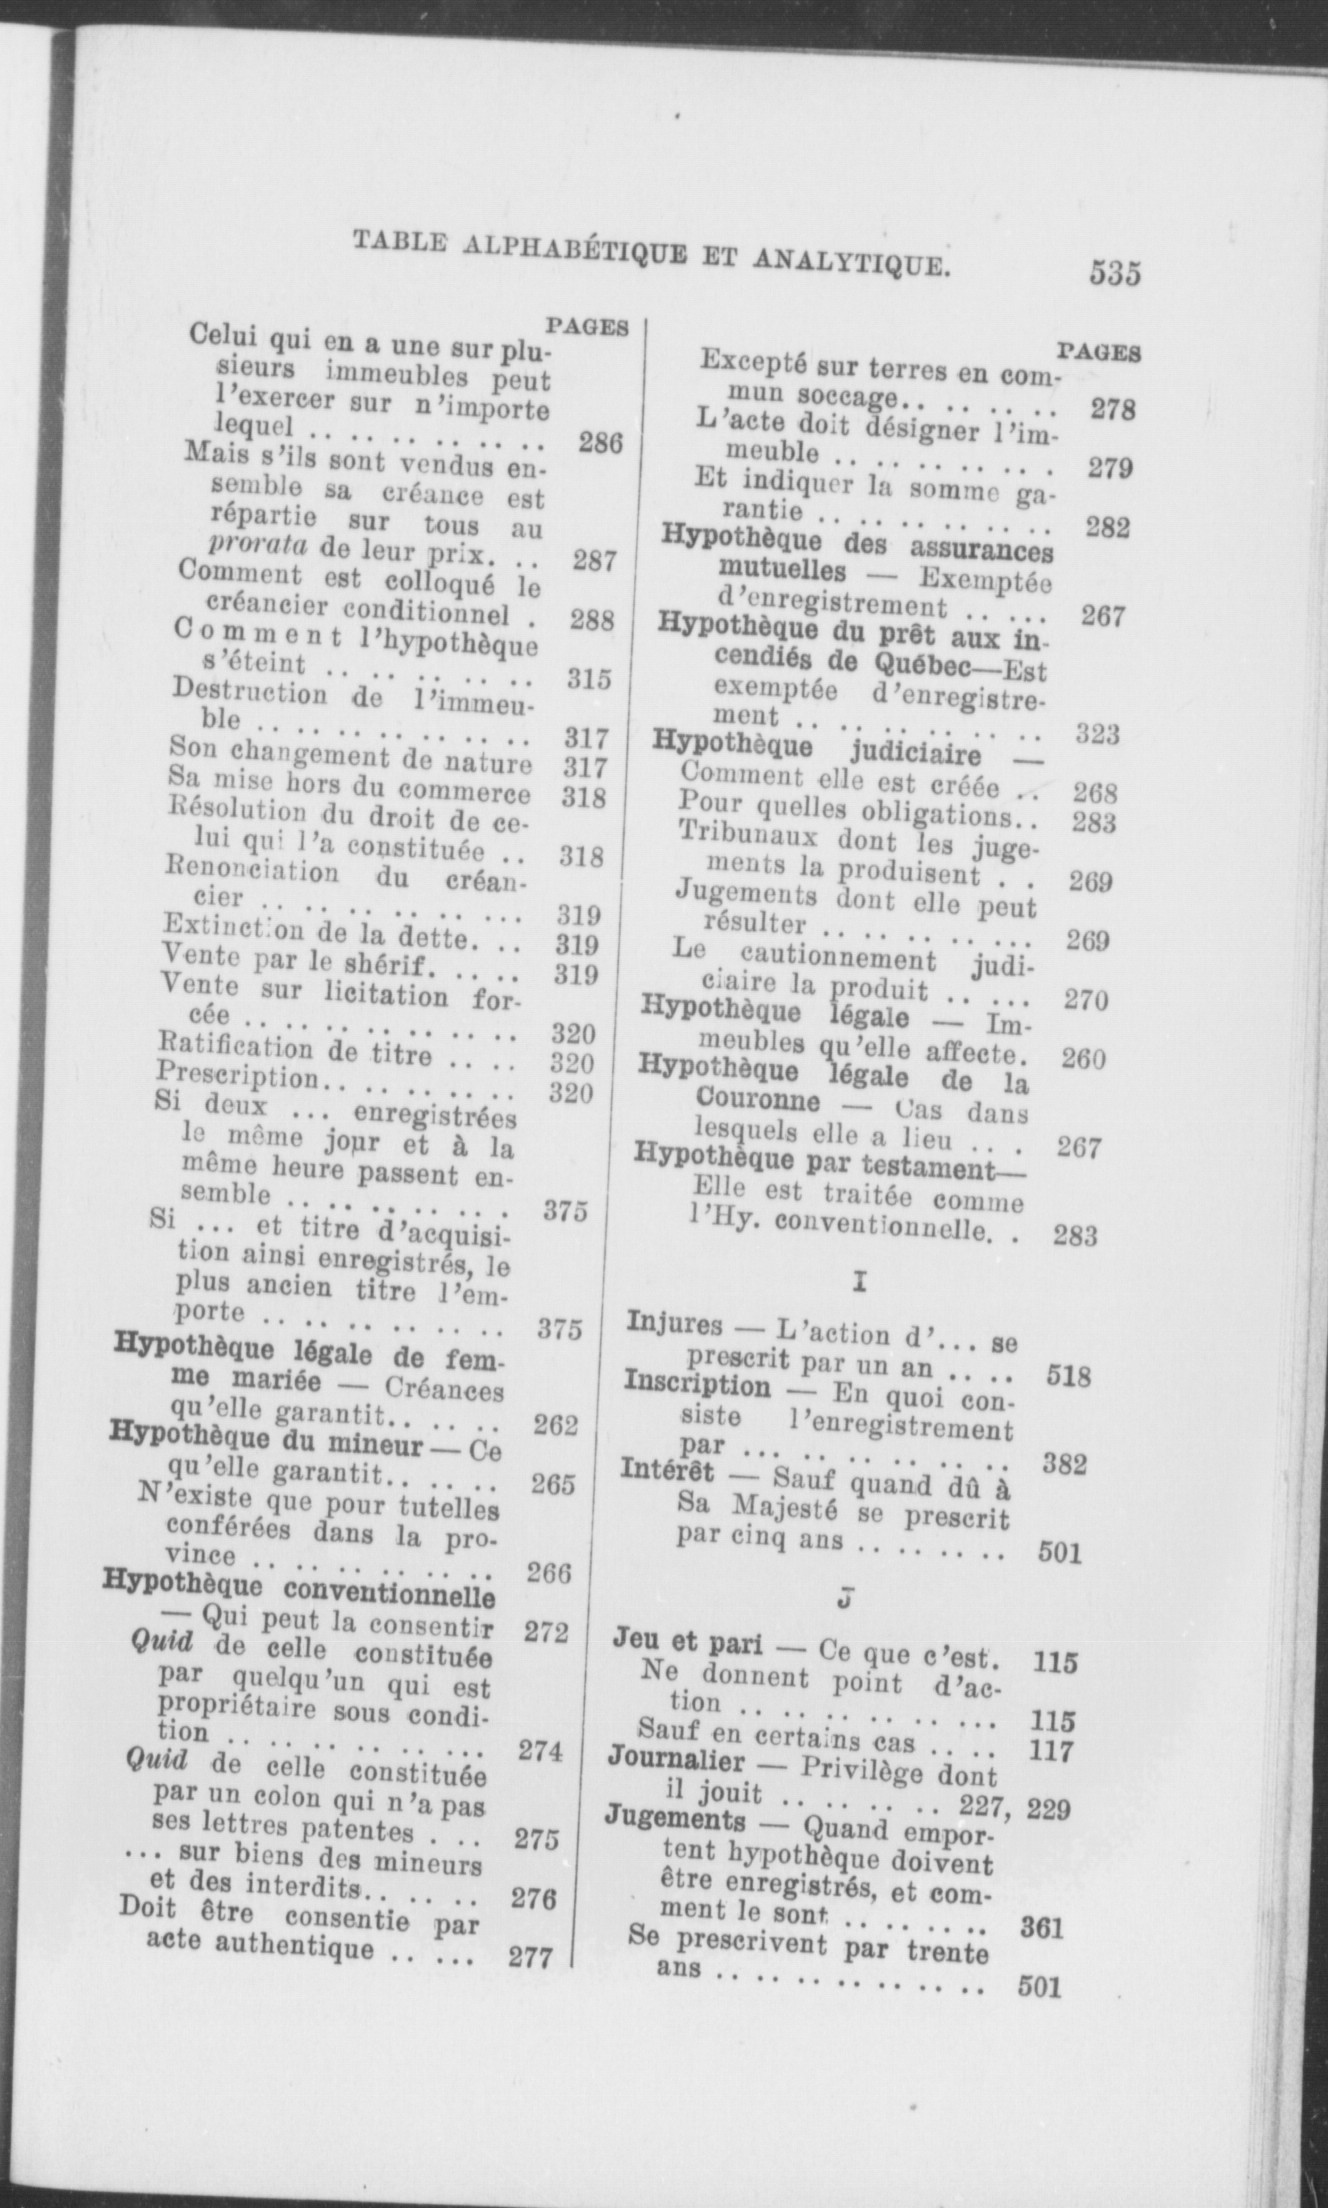 TABLE ALPHABÉTIQUE ET ANALYTIQUE. 535
PAGES
Celui qui en a une sur plu-
sieurs immeubles peut
l'exercer sur n'importe
lequel .. .. .. .. .. .. 286
Mais s'ils sont vendus en-
semble sa créance est
répartie sur tous au
prorata de leur prix. .. 287
Comment est colloqué le
créancier conditionnel . 288
Comment l'hypothèque
s'éteint .. .. .. .. .. 315
Destruction de l'immeu-
ble .. .. .. .. .. .. .. 317
Son changement de nature 317
Sa mise hors du commerce 318
Résolution du droit de ce-
lui qui l'a constituée .. 318
Renonciation du créan-
cier .. .. .. .. .. ... 319
Extinction de la dette. .. 319
Vente par le shérif. .. .. 319
Vente sur licitation for-
cée .. .. .. .. .. .. .. 320
Ratification de titre .. .. 320
Prescription.. .. .. .. .. 320
Si deux ... enregistrées
le même jour et à la
même heure passent en-
semble .. .. .. .. .. . 375
Si ... et titre d'acquisi-
tion ainsi enregistrés, le
plus ancien titre l'em-
porte .. .. .. .. .. .. 375
Hypothèque légale de fem-
me mariée — Créances
qu'elle garantit.. .. .. 262
Hypothèque du mineur — Ce
qu'elle garantit.. .. .. 265
N'existe que pour tutelles
conférées dans la pro-
vince .. .. .. .. .. .. 266
Hypothèque conventionnelle
— Qui peut la consentir 272
Quid de celle constituée
par quelqu'un qui est
propriétaire sous condi-
tion .. .. .. .. .. ... 274
Quid de celle constituée
par un colon qui n'a pas
ses lettres patentes . .. 275
... sur biens des mineurs
et des interdits.. .. .. 276
Doit être consentie par
acte authentique .. ... 277
PAGES
Excepté sur terres en com-
mun soccage.. .. .. .. 278
L'acte doit désigner l'im-
meuble .. .. .. .. .. . 279
Et indiquer la somme ga-
rantie .. .. .. .. .. .. 282
Hypothèque des assurances
mutuelles — Exemptée
d'enregistrement .. ... 267
Hypothèque du prêt aux in-
cendiés de Québec—Est
exemptée d'enregistre-
ment .. .. .. .. .. .. 323
Hypothèque judiciaire —
Comment elle est créée .. 268
Pour quelles obligations.. 283
Tribunaux dont les juge-
ments la produisent . . 269
Jugements dont elle peut
résulter .. .. .. .. ... 269
Le cautionnement judi-
ciaire la produit .. ... 270
Hypothèque légale — Im-
meubles qu'elle affecte. 260
Hypothèque légale de la
Couronne — Cas dans
lesquels elle a lieu .. . 267
Hypothèque par testament—
Elle est traitée comme
l'Hy. conventionnelle. . 283
I
Injures — L'action d'... se
prescrit par un an .. .. 518
Inscription — En quoi con-
siste l'enregistrement
par ... .. .. .. .. .. 382
Intérêt — Sauf quand dû à
Sa Majesté se prescrit
par cinq ans .. .. .. .. 501
J
Jeu et pari — Ce que c'est. 115
Ne donnent point d'ac-
tion .. .. .. .. .. ... 115
Sauf en certains cas .. .. 117
Journalier — Privilège dont
il jouit .. .. .. .. 227, 229
Jugements — Quand empor-
tent hypothèque doivent
être enregistrés, et com-
ment le sont .. .. .. .. 361
Se prescrivent par trente
ans .. .. .. .. .. .. .. 501